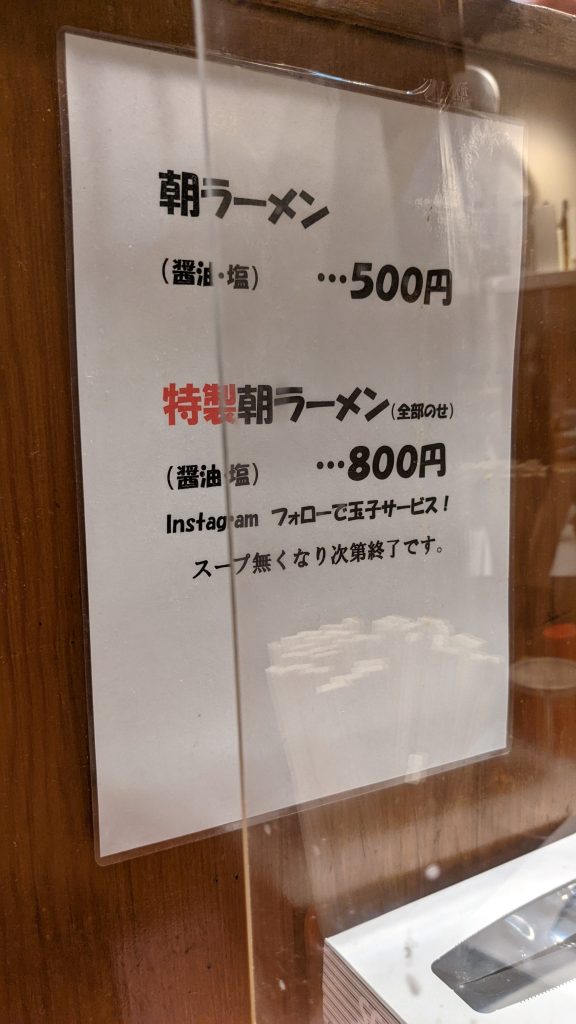 朝ラーメン
(醤油・塩) …500円
特製朝ラーメン(全部のせ)
(醤油・塩) …800円
Instagram フォローで玉子サービス!
スープ無くなり次第終了です。